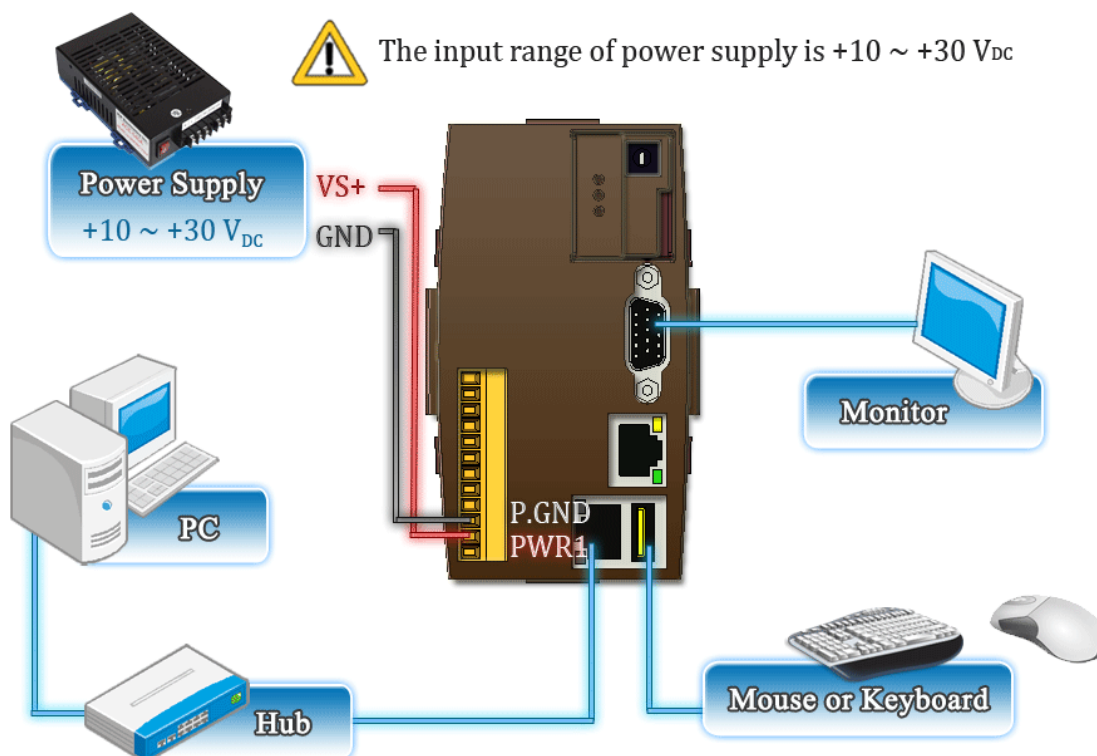 The input range of power supply is +10 ~ +30 VDC
Power Supply
+10 ~ +30 VDC
VS+
GND
1
Monitor
PC
P.GND
PWR1
Hub
Mouse or Keyboard